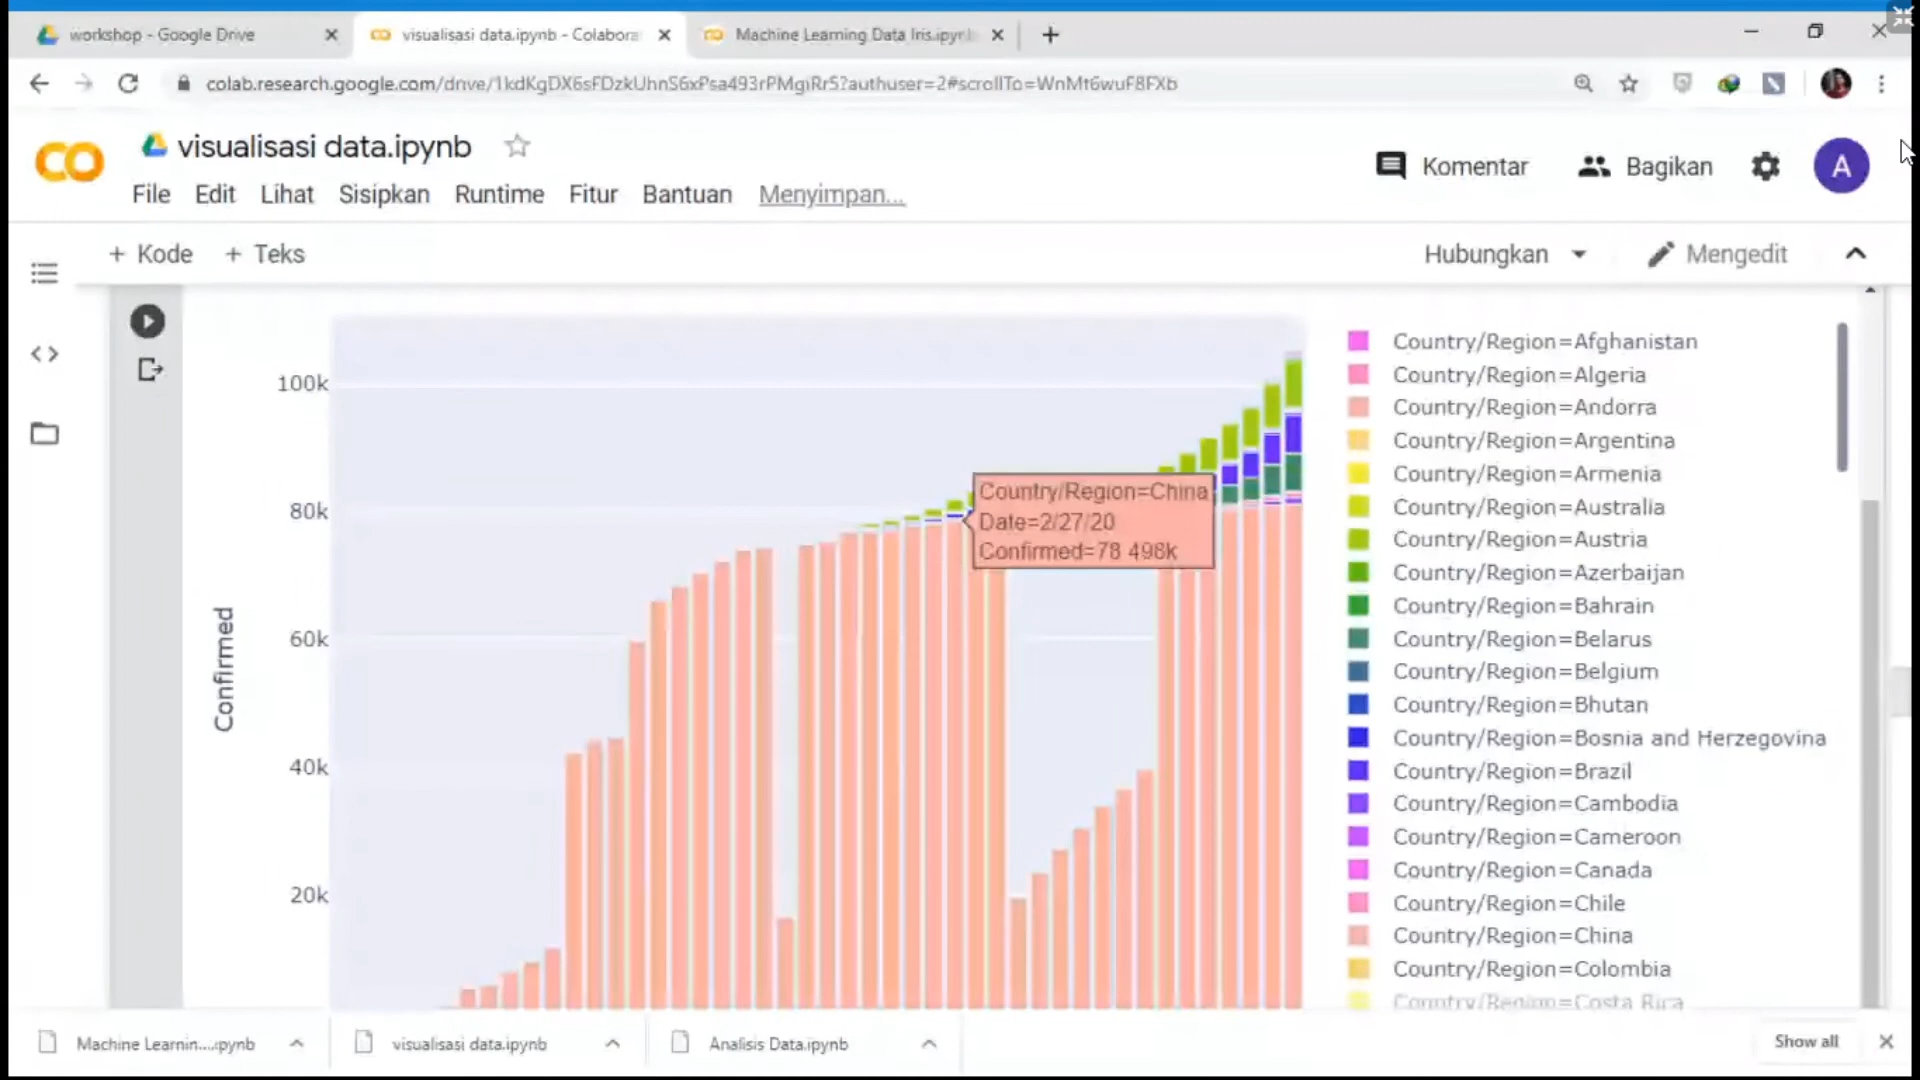 workshop - Google Drive
visualisasi data.ipynb - Colabora
Machine Learning Data Iris.ipynb
colab.research.google.com/drive/1kdKgDX6sFDzkUhnS6xPsa493rPMgiRr5?authuser=2#scrollTo=WnMt6wuF8FXb
CO
visualisasi data.ipynb
Komentar
Bagikan
A
File Edit Lihat Sisipkan Runtime Fitur Bantuan Menyimpan...
+ Kode + Teks
Hubungkan
Mengedit
100k
80k
60k
40k
20k
Confirmed
Country/Region=China
Date=2/27/20
Confirmed=78 498k
Country/Region=Afghanistan
Country/Region=Algeria
Country/Region=Andorra
Country/Region=Argentina
Country/Region=Armenia
Country/Region=Australia
Country/Region=Austria
Country/Region=Azerbaijan
Country/Region=Bahrain
Country/Region=Belarus
Country/Region=Belgium
Country/Region=Bhutan
Country/Region=Bosnia and Herzegovina
Country/Region=Brazil
Country/Region=Cambodia
Country/Region=Cameroon
Country/Region=Canada
Country/Region=Chile
Country/Region=China
Country/Region=Colombia
Country/Region=Costa Rica
Machine Learnin....ipynb
visualisasi data.ipynb
Analisis Data.ipynb
Show all